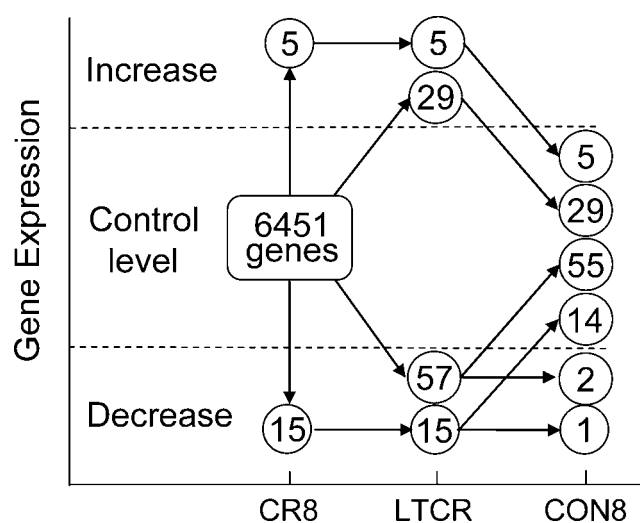 Gene Expression
Increase
Control
level
Decrease
5
5
29
6451
genes
5
29
55
14
57
2
15
15
1
CR8
LTCR
CON8